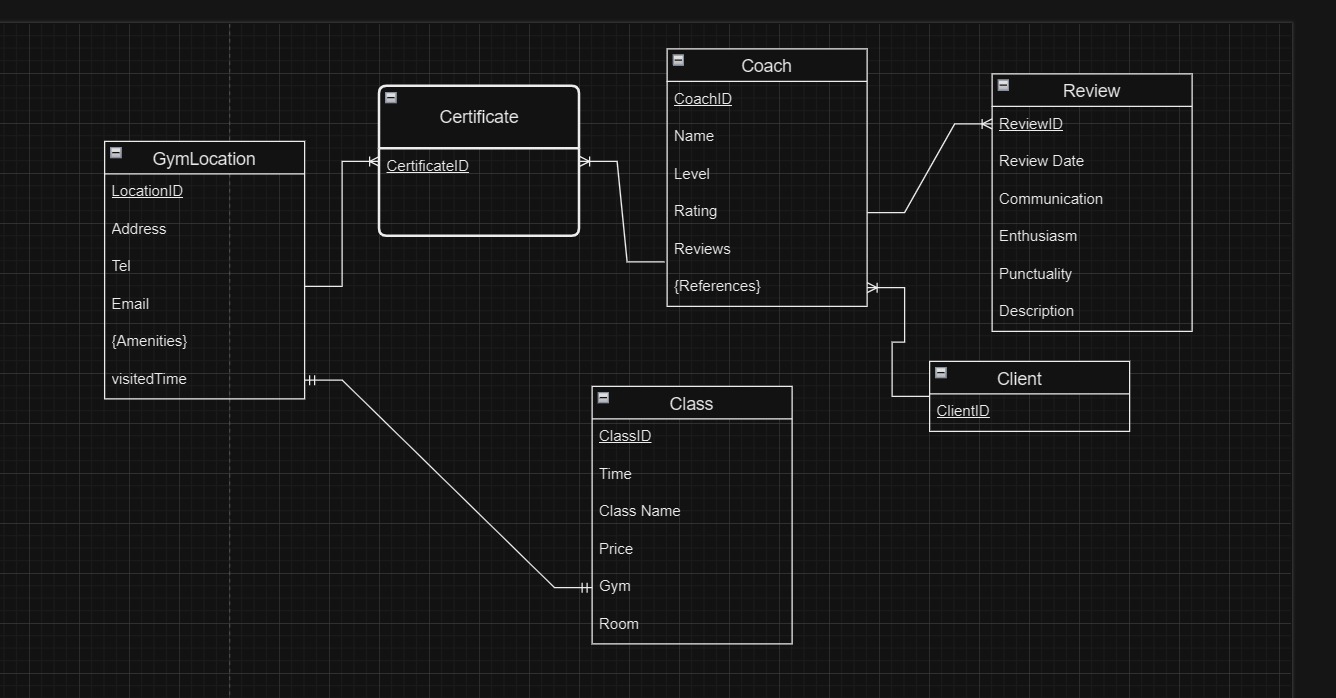 GymLocation
LocationID
Address
Tel
Email
{Amenities}
visitedTime
Certificate
CertificateID
Coach
CoachID
Name
Level
Rating
Reviews
{References}
Review
ReviewID
Review Date
Communication
Enthusiasm
Punctuality
Description
Client
ClientID
Class
ClassID
Time
Class Name
Price
Gym
Room